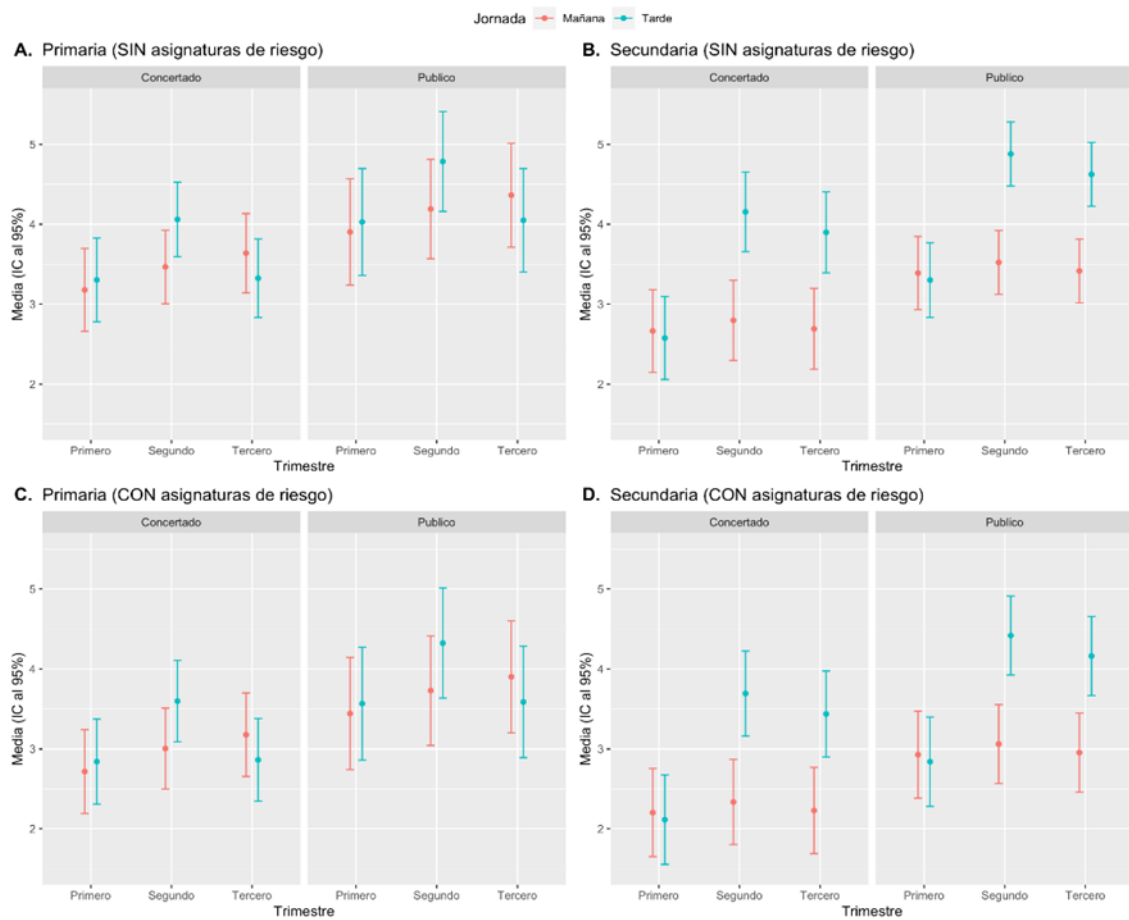 Jornada Mañana Tarde
A. Primaria (SIN asignaturas de riesgo)
Concertado
Publico
Media (IC al 95%)
5
4
3
2
Primero Segundo Tercero
Primero Segundo Tercero
Trimestre
B. Secundaria (SIN asignaturas de riesgo)
Concertado
Publico
Media (IC al 95%)
5
4
3
2
Primero Segundo Tercero
Primero Segundo Tercero
Trimestre
C. Primaria (CON asignaturas de riesgo)
Concertado
Publico
Media (IC al 95%)
5
4
3
2
Primero Segundo Tercero
Primero Segundo Tercero
Trimestre
D. Secundaria (CON asignaturas de riesgo)
Concertado
Publico
Media (IC al 95%)
5
4
3
2
Primero Segundo Tercero
Primero Segundo Tercero
Trimestre